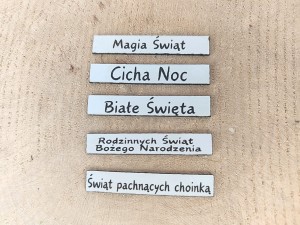 Magia Świąt
Cicha Noc
Białe Święta
Rodzinnych Świąt
Bożego Narodzenia
Świąt pachnących choinką